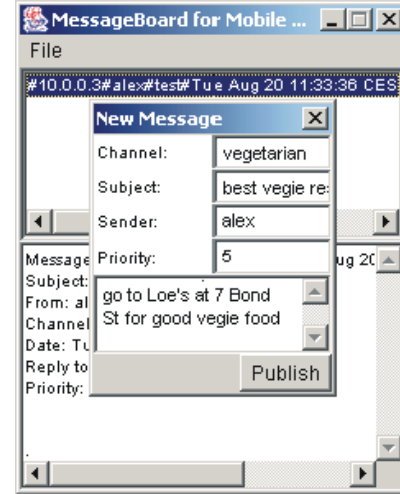 MessageBoard for Mobile ...
File
#10.0.0.3#alex#test#Tue Aug 20 11:33:36 CES
New Message
Channel: vegetarian
Subject: best vegie re
Sender: alex
Priority: 5
go to Loe's at 7 Bond
St for good vegie food
Publish
Message ug 20
Subject:
From: al
Channel
Date: Tu
Reply to
Priority:
.